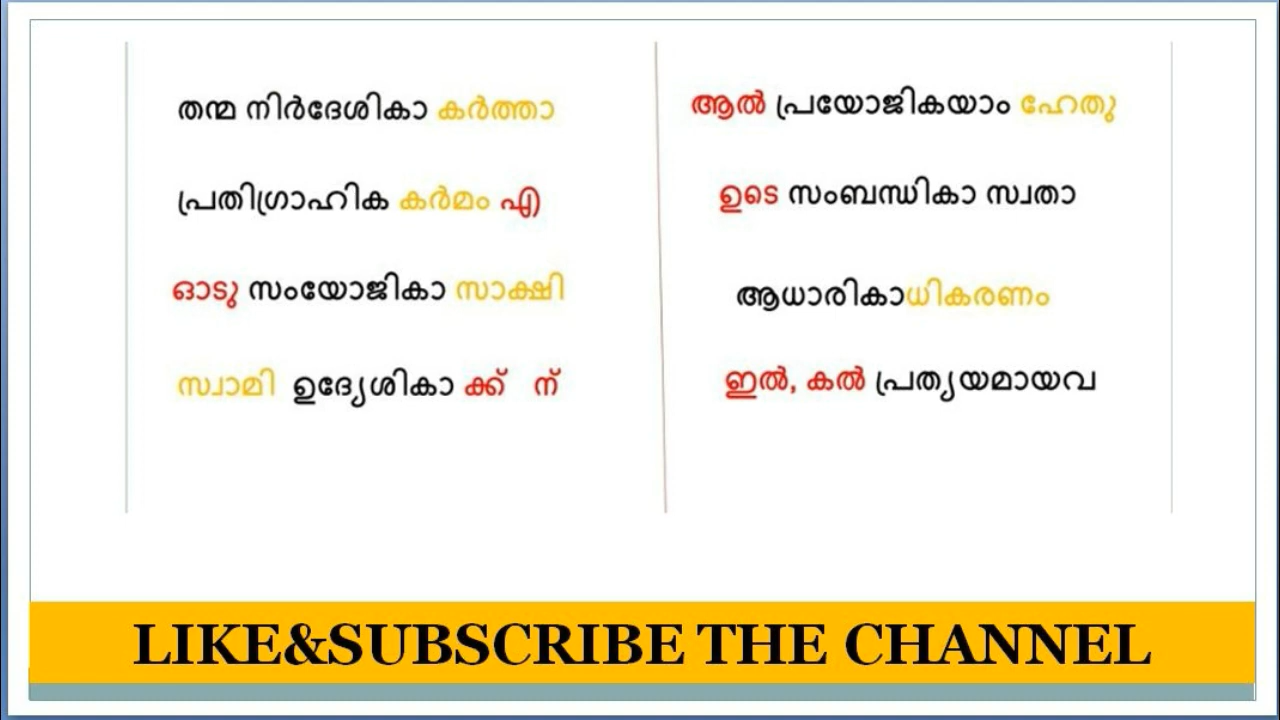 തന്മ നിർദേശികാ കർത്താ
പ്രതിഗ്രാഹിക കർമം എ
ഓടു സംയോജികാ സാക്ഷി
സ്വാമി ഉദ്ദ്യേശികാ ക്ക് ന്
ആൽ പ്രയോജികയാം ഹേതു
ഉടെ സംബന്ധികാ സ്വതാ
ആധാരികാധികരണം
ഇൽ, കൽ പ്രത്യയമായവ
LIKE&SUBSCRIBE THE CHANNEL